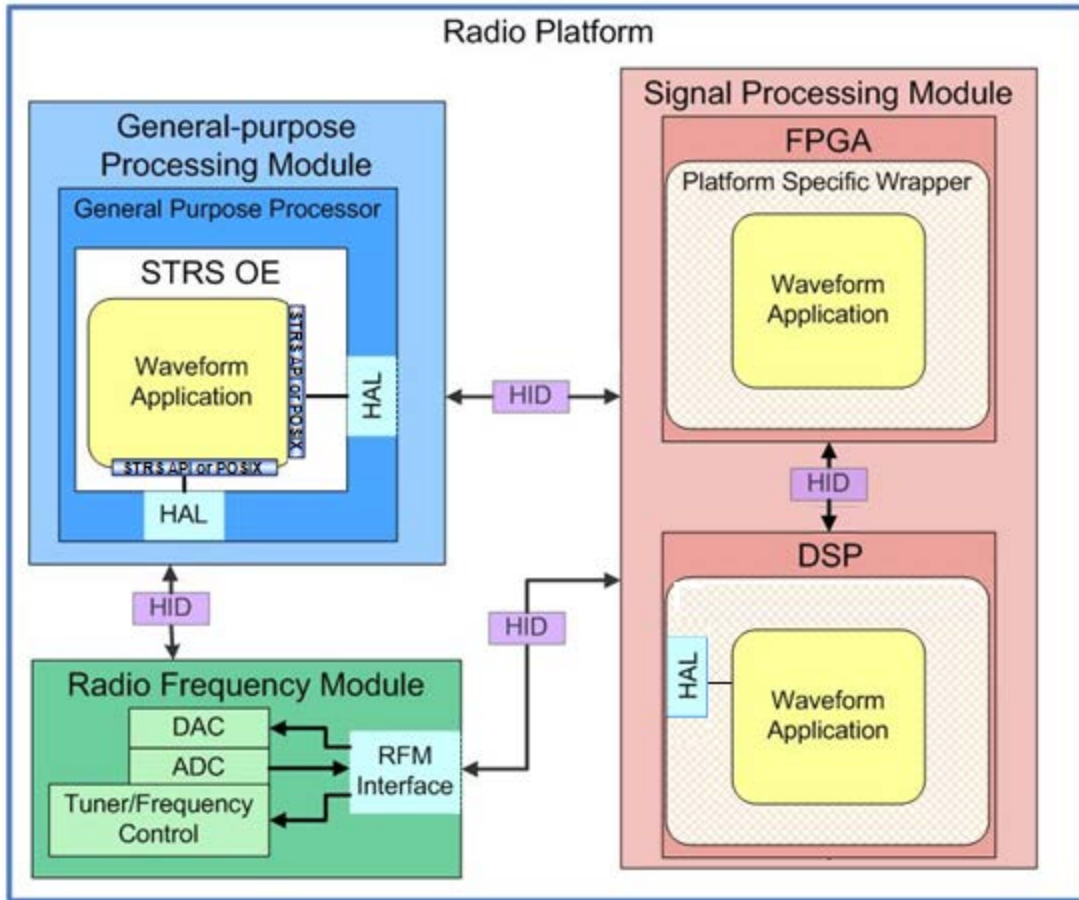 Radio Platform
General-purpose
Processing Module
General Purpose Processor
STRS OE
Waveform
Application
STRS API or POSIX
STRS API or POSIX
HAL
HAL
HID
Signal Processing Module
FPGA
Platform Specific Wrapper
Waveform
Application
HID
DSP
HAL
Waveform
Application
HID
HID
Radio Frequency Module
DAC
ADC
Tuner/Frequency
Control
RFM
Interface